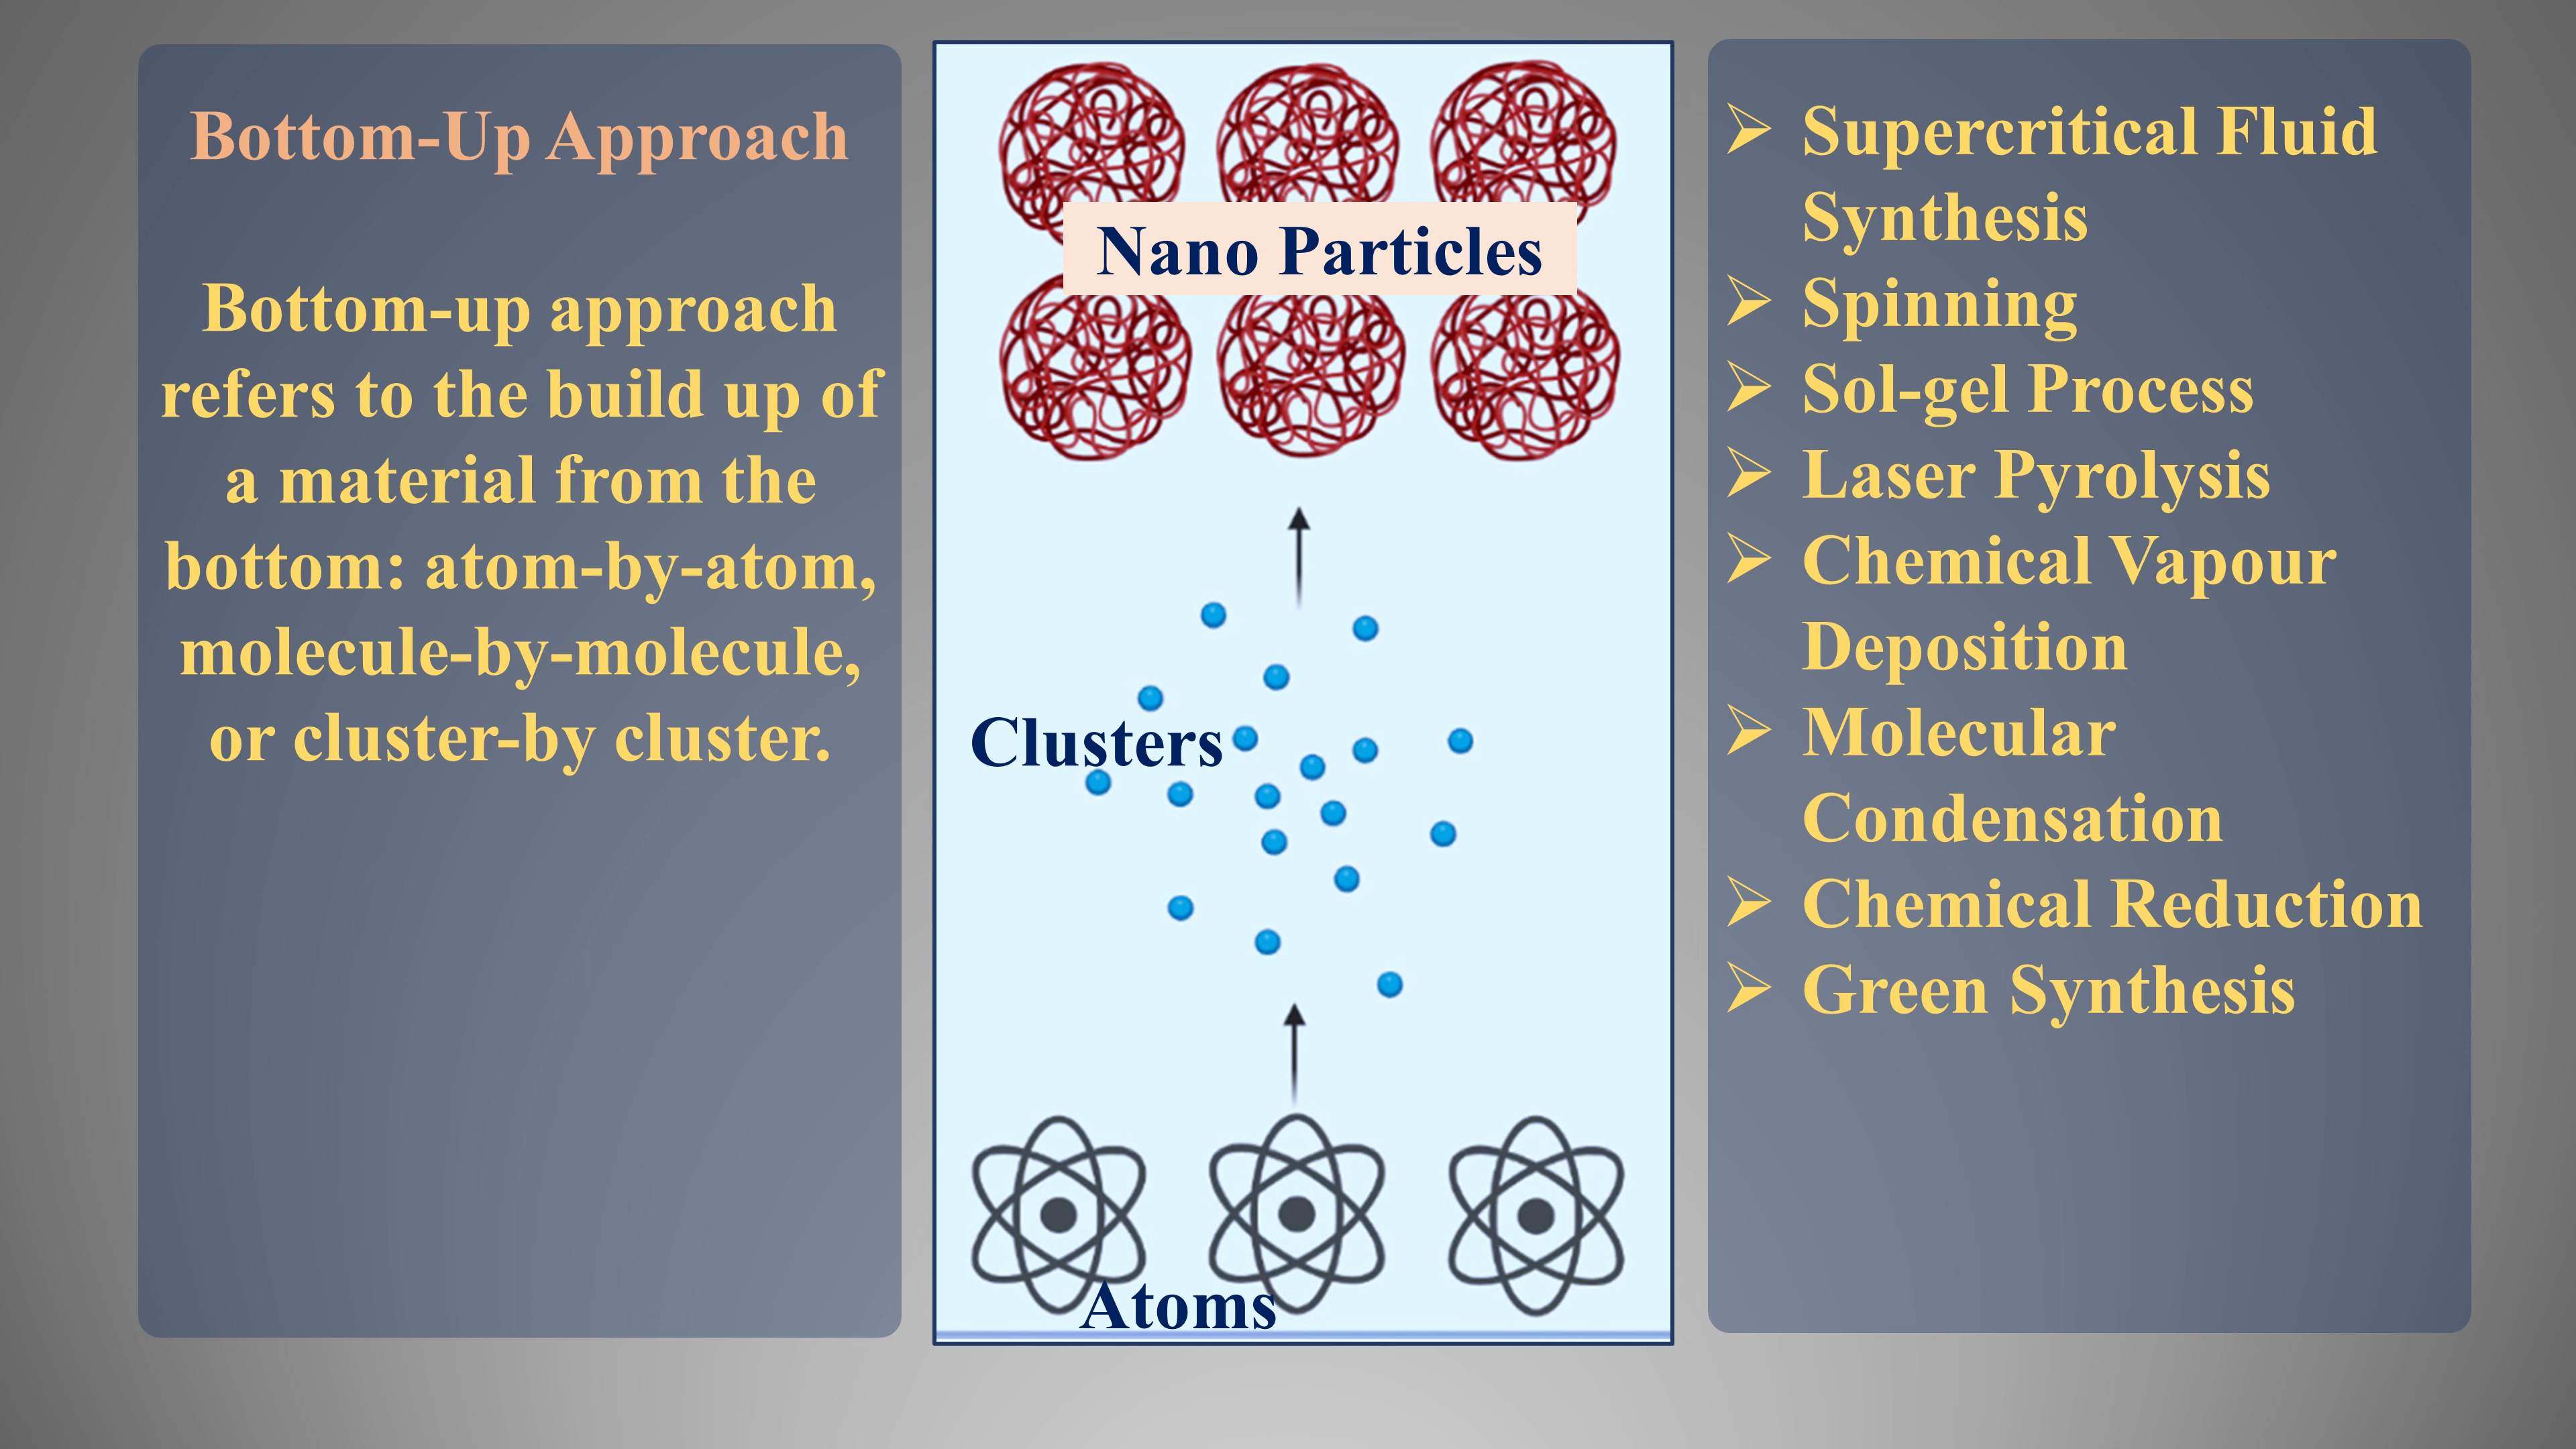 Bottom-Up Approach
Bottom-up approach
refers to the build up of
a material from the
bottom: atom-by-atom,
molecule-by-molecule,
or cluster-by cluster.
Nano Particles
Clusters
Atoms
Supercritical Fluid
Synthesis
Spinning
Sol-gel Process
Laser Pyrolysis
Chemical Vapour
Deposition
Molecular
Condensation
Chemical Reduction
Green Synthesis